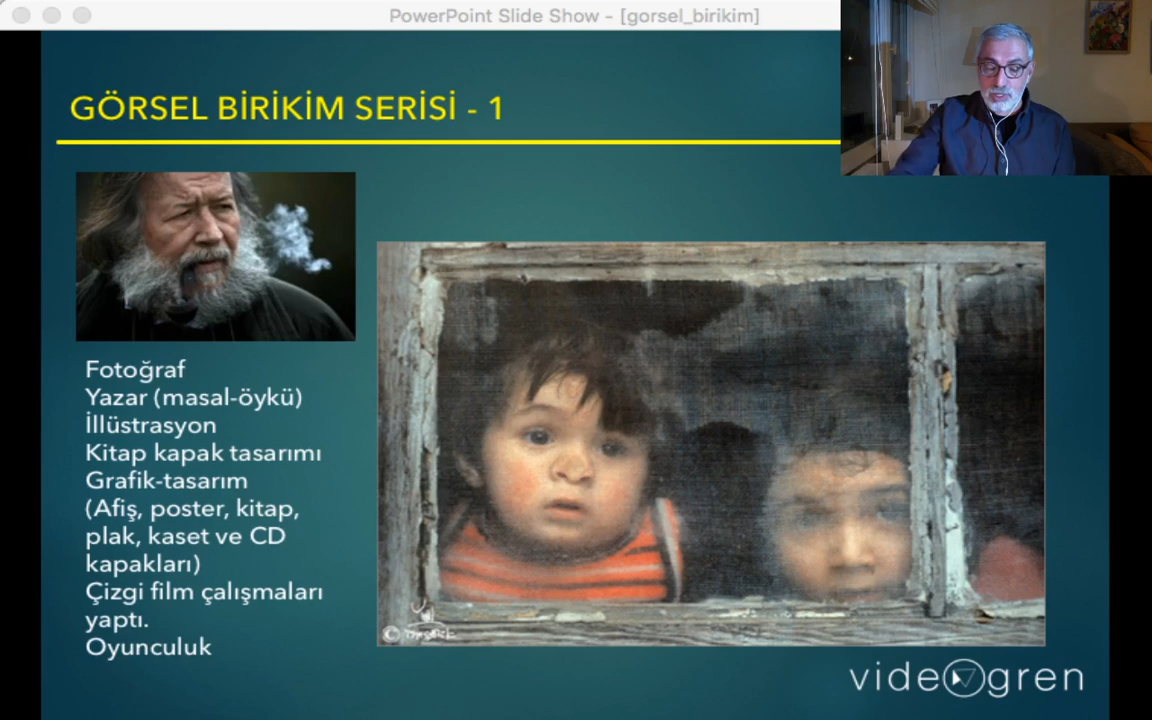 PowerPoint Slide Show - [gorsel_birikim]
GÖRSEL BİRİKİM SERİSİ - 1
Fotoğraf
Yazar (masal-öykü)
İllüstrasyon
Kitap kapak tasarımı
Grafik-tasarım
(Afiş, poster, kitap,
plak, kaset ve CD
kapakları)
Çizgi film çalışmaları
yaptı.
Oyunculuk
©
videogren